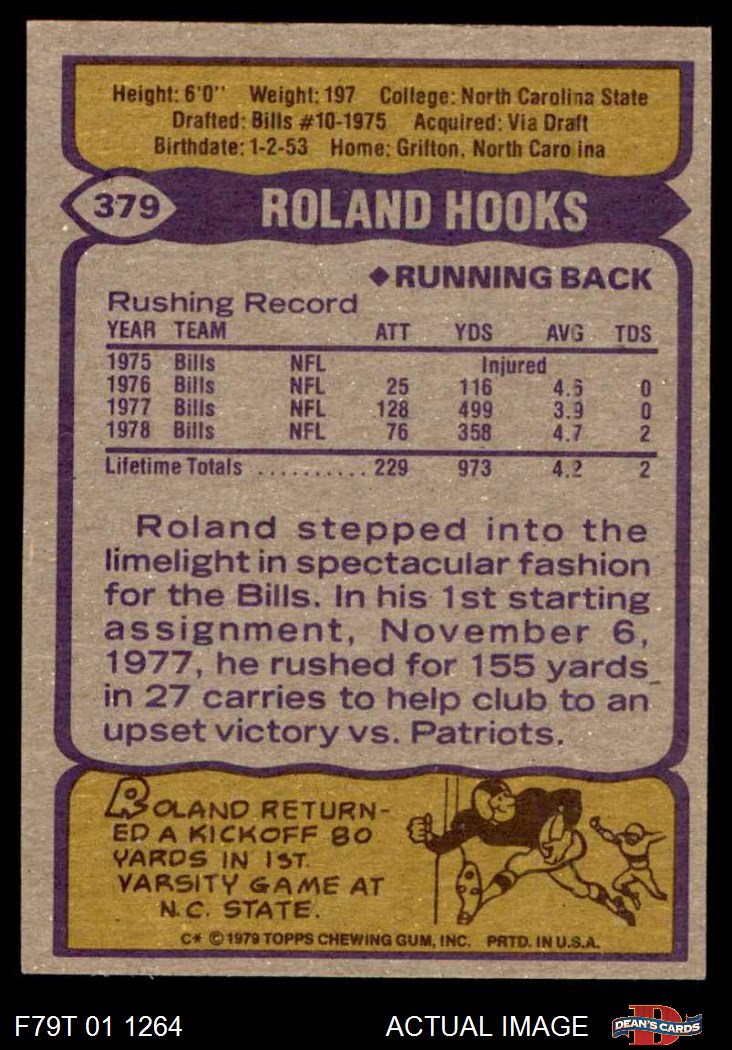 Height: 6'0" Weight: 197 College: North Carolina State
Drafted: Bills #10-1975 Acquired: Via Draft
Birthdate: 1-2-53 Home: Grifton, North Caro ina
379 ROLAND HOOKS
◆RUNNING BACK
Rushing Record
YEAR TEAM ATT YDS AVG TDS
1975 Bills NFL Injured
1976 Bills NFL 25 116 4.6 0
1977 Bills NFL 128 499 3.9 0
1978 Bills NFL 76 358 4.7 2
Lifetime Totals .......... 229 973 4.2 2
Roland stepped into the
limelight in spectacular fashion
for the Bills. In his 1st starting
assignment, November 6,
1977, he rushed for 155 yards
in 27 carries to help club to an
upset victory vs. Patriots.
ROLAND RETURN-
ED A KICKOFF 80
YARDS IN 1ST.
VARSITY GAME AT
N.C. STATE.
C* © 1979 TOPPS CHEWING GUM, INC. PRTD. IN U.S.A.
F79T 01 1264 ACTUAL IMAGE D DEAN'S CARDS